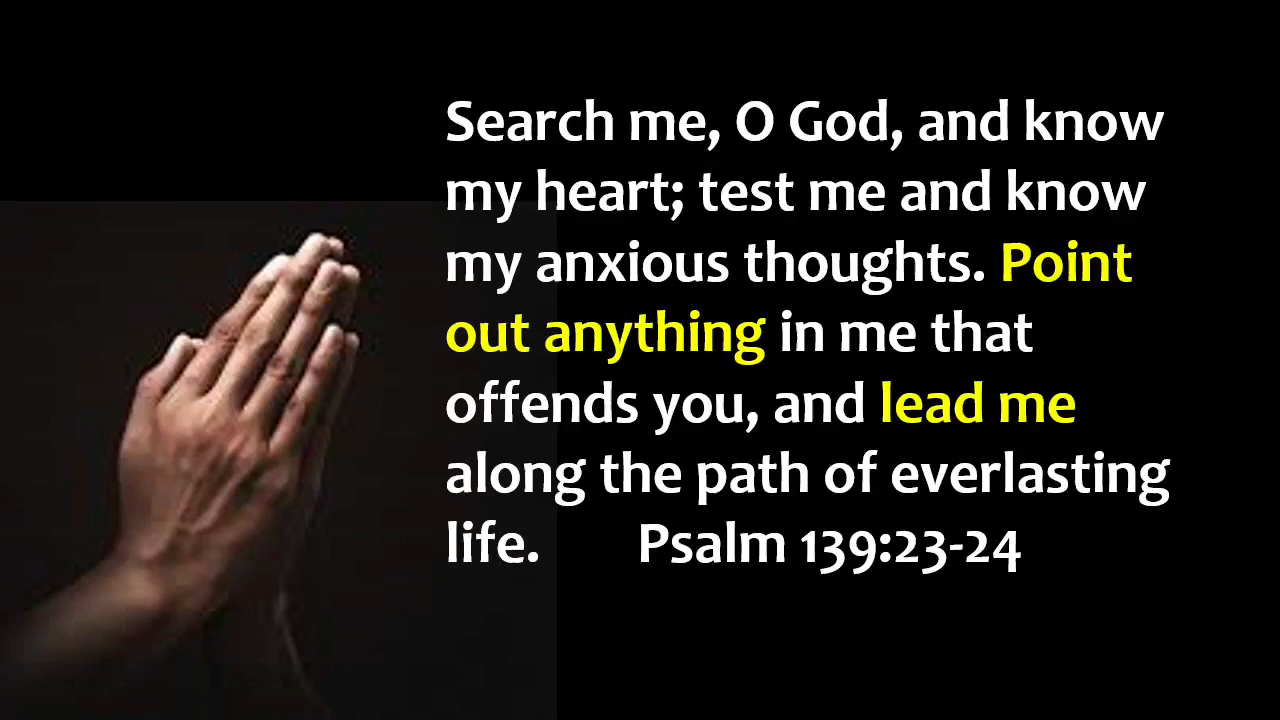 Search me, O God, and know
my heart; test me and know
my anxious thoughts. Point
out anything in me that
offends you, and lead me
along the path of everlasting
life. Psalm 139:23-24